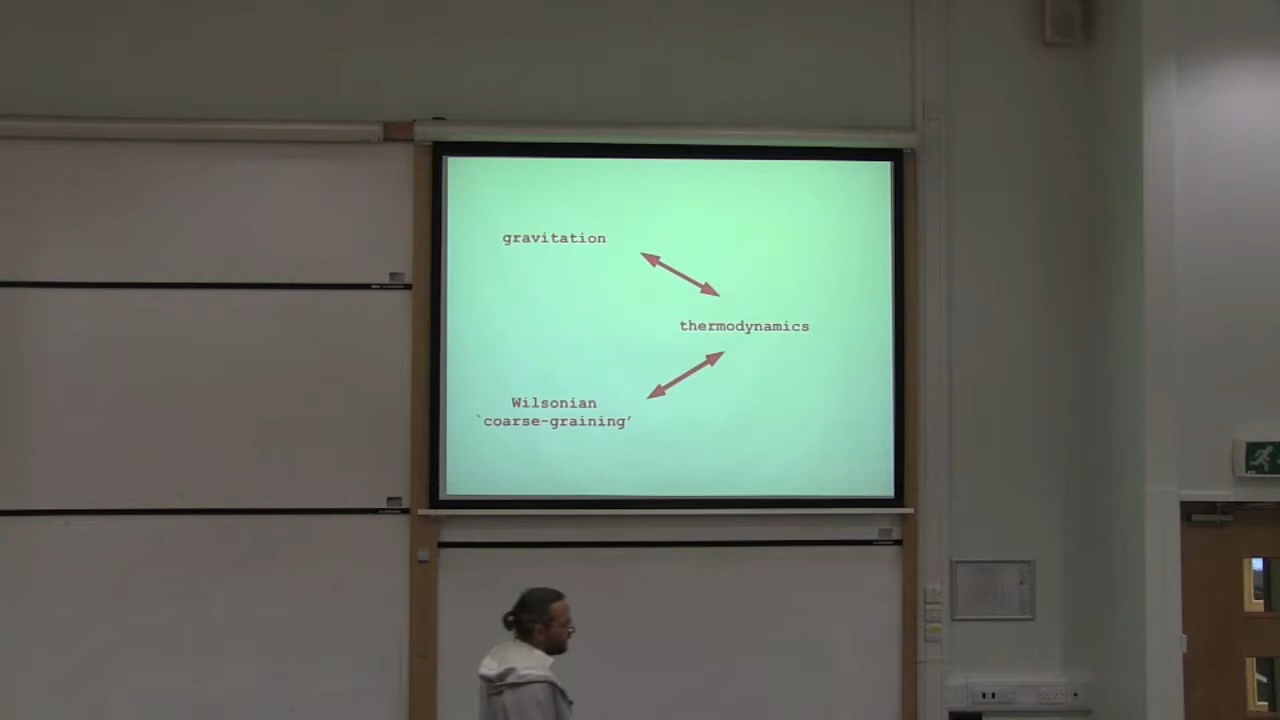 gravitation
thermodynamics
Wilsonian
`coarse-graining’